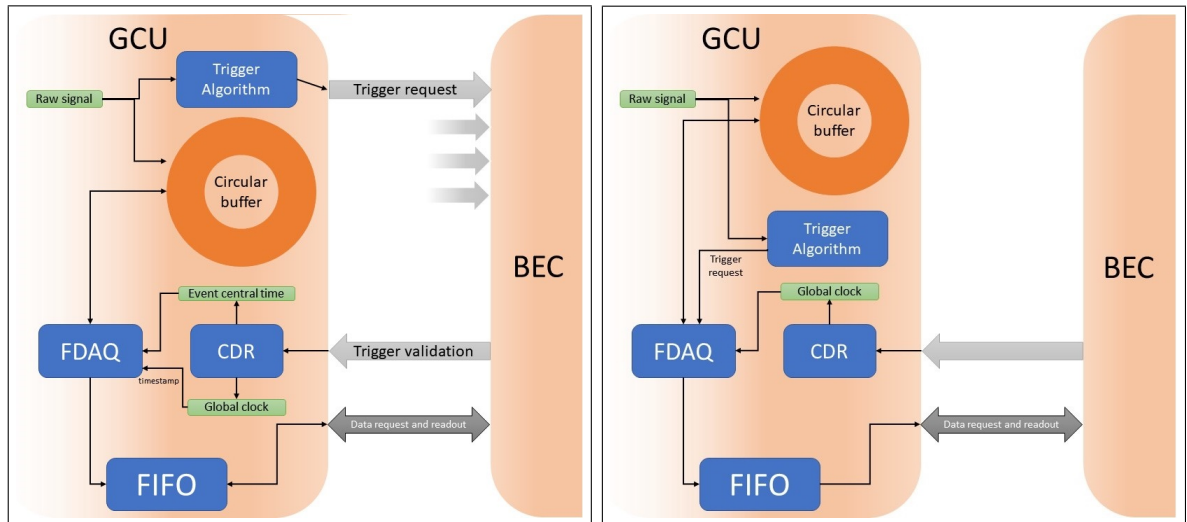 GCU
Trigger
Algorithm
Raw signal
Trigger request
Circular
buffer
BEC
Event central time
FDAQ
CDR
Trigger validation
timestamp
Global clock
Data request and readout
FIFO
GCU
Raw signal
Circular
buffer
Trigger
Algorithm
Trigger
request
BEC
Global clock
FDAQ
CDR
Data request and readout
FIFO